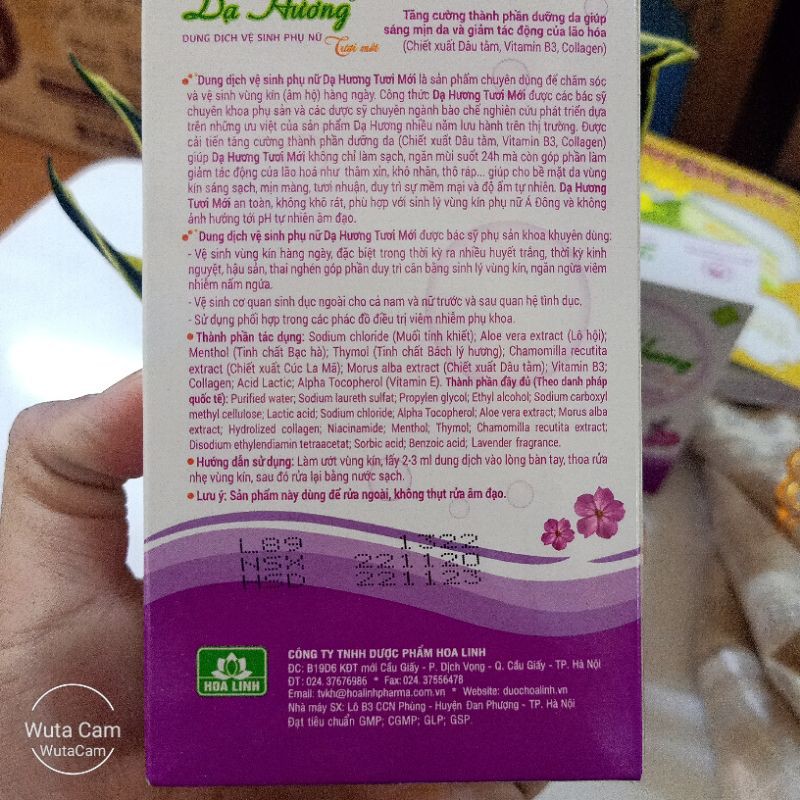 Dạ Hương
DUNG DỊCH VỆ SINH PHỤ NỮ
Tươi mới
Tăng cường thành phần dưỡng da giúp
sáng mịn da và giảm tác động của lão hóa
(Chiết xuất Dâu tằm, Vitamin B3, Collagen)
Dung dịch vệ sinh phụ nữ Dạ Hương Tươi Mới là sản phẩm chuyên dùng để chăm sóc
và vệ sinh vùng kín (âm hộ) hàng ngày. Công thức Dạ Hương Tươi Mới được các bác sỹ
chuyên khoa phụ sản và các dược sỹ chuyên ngành bào chế nghiên cứu phát triển dựa
trên những ưu việt của sản phẩm Dạ Hương nhiều năm lưu hành trên thị trường. Được
cải tiến tăng cường thành phần dưỡng da (Chiết xuất Dâu tằm, Vitamin B3, Collagen)
giúp Dạ Hương Tươi Mới không chỉ làm sạch, ngăn mùi suốt 24h mà còn góp phần làm
giảm tác động của lão hoá như thâm xỉn, khô nhăn, thô ráp... giúp cho bề mặt da vùng
kín sáng sạch, mịn màng, tươi nhuận, duy trì sự mềm mại và độ ẩm tự nhiên. Dạ Hương
Tươi Mới an toàn, không khô rát, phù hợp với sinh lý vùng kín phụ nữ Á Đông và không
ảnh hưởng tới pH tự nhiên âm đạo.
Dung dịch vệ sinh phụ nữ Dạ Hương Tươi Mới được bác sỹ phụ sản khoa khuyên dùng:
- Vệ sinh vùng kín hàng ngày, đặc biệt trong thời kỳ ra nhiều huyết trắng, thời kỳ kinh
nguyệt, hậu sản, thai nghén góp phần duy trì cân bằng sinh lý vùng kín, ngăn ngừa viêm
nhiễm nấm ngứa.
- Vệ sinh cơ quan sinh dục ngoài cho cả nam và nữ trước và sau quan hệ tình dục.
- Sử dụng phối hợp trong các phác đồ điều trị viêm nhiễm phụ khoa.
Thành phần tác dụng: Sodium chloride (Muối tinh khiết); Aloe vera extract (Lô hội);
Menthol (Tinh chất Bạc hà); Thymol (Tinh chất Bách lý hương); Chamomilla recutita
extract (Chiết xuất Cúc La Mã); Morus alba extract (Chiết xuất Dâu tằm); Vitamin B3;
Collagen; Acid Lactic; Alpha Tocopherol (Vitamin E). Thành phần đầy đủ (Theo danh pháp
quốc tế): Purified water; Sodium laureth sulfat; Propylen glycol; Ethyl alcohol; Sodium carboxyl
methyl cellulose; Lactic acid; Sodium chloride; Alpha Tocopherol; Aloe vera extract; Morus alba
extract; Hydrolized collagen; Niacinamide; Menthol; Thymol; Chamomilla recutita extract;
Disodium ethylendiamin tetraacetat; Sorbic acid; Benzoic acid; Lavender fragrance.
Hướng dẫn sử dụng: Làm ướt vùng kín, lấy 2-3 ml dung dịch vào lòng bàn tay, thoa rửa
nhẹ vùng kín, sau đó rửa lại bằng nước sạch.
Lưu ý: Sản phẩm này dùng để rửa ngoài, không thụt rửa âm đạo.
L89 1322
NSX 221120
HSD 221123
HOA LINH
CÔNG TY TNHH DƯỢC PHẨM HOA LINH
ĐC: B19D6 KĐT mới Cầu Giấy - P. Dịch Vọng - Q. Cầu Giấy - TP. Hà Nội
ĐT: 024.37676986 * Fax: 024.37556478
Email: tvkh@hoalinhpharma.com.vn * Website: duochoalinh.vn
Nhà máy SX: Lô B3 CCN Phùng - Huyện Đan Phượng - TP. Hà Nội
Đạt tiêu chuẩn GMP; CGMP; GLP; GSP.
Hương
Wuta Cam
WutaCam